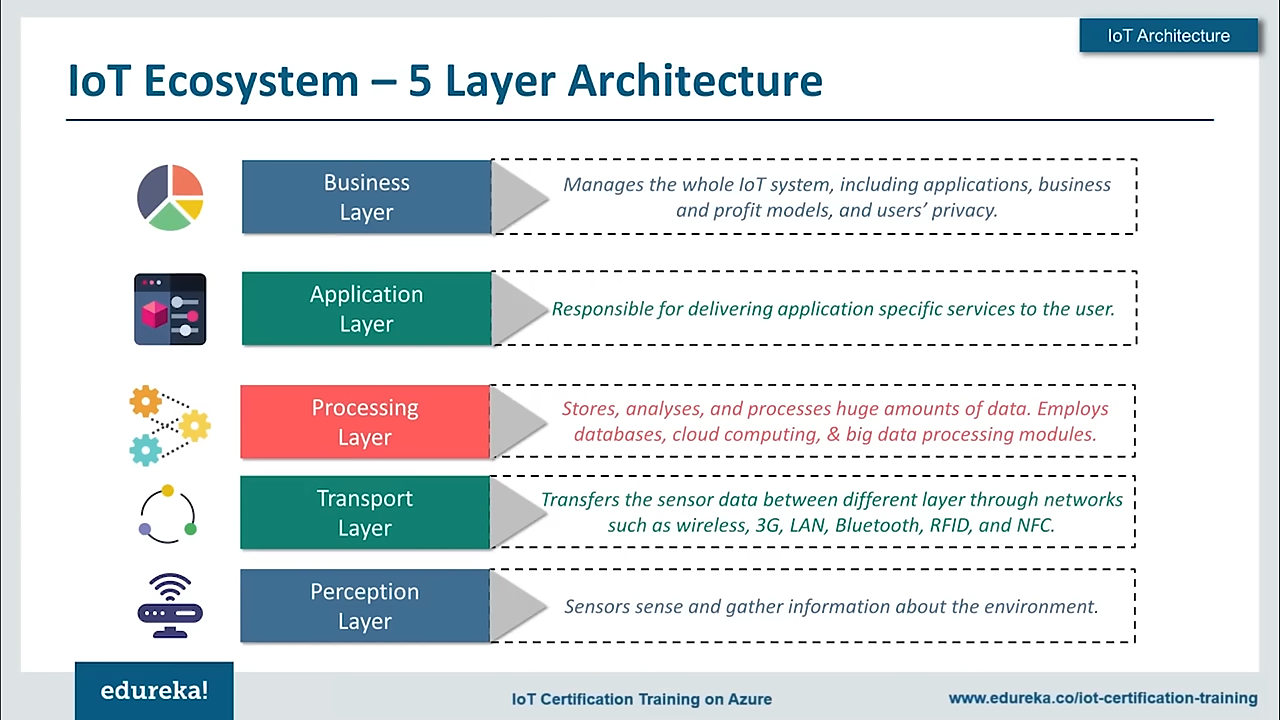 IoT Architecture
IoT Ecosystem – 5 Layer Architecture
Business
Layer
Manages the whole IoT system, including applications, business
and profit models, and users’ privacy.
Application
Layer
Responsible for delivering application specific services to the user.
Processing
Layer
Stores, analyses, and processes huge amounts of data. Employs
databases, cloud computing, & big data processing modules.
Transport
Layer
Transfers the sensor data between different layer through networks
such as wireless, 3G, LAN, Bluetooth, RFID, and NFC.
Perception
Layer
Sensors sense and gather information about the environment.
edureka!
IoT Certification Training on Azure
www.edureka.co/iot-certification-training